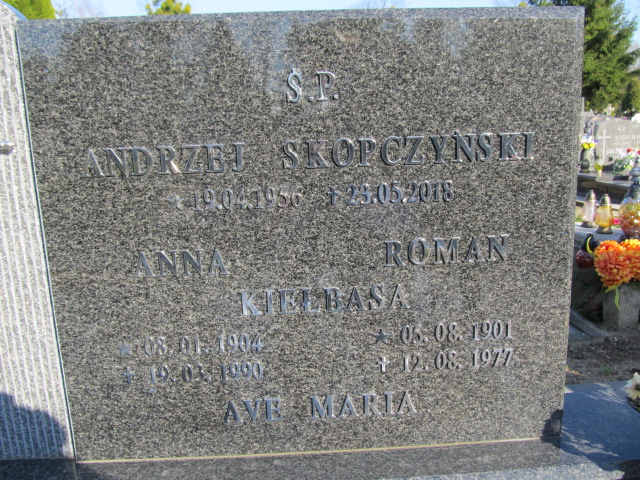 Ś.P.
ANDRZEJ SKOPCZYŃSKI
★ 19.04.1956 ✝ 23.05.2018
ANNA ROMAN
KIEŁBASA
★ 08.01.1904 ★ 05.08.1901
✝ 19.03.1990 ✝ 12.08.1977
AVE MARIA